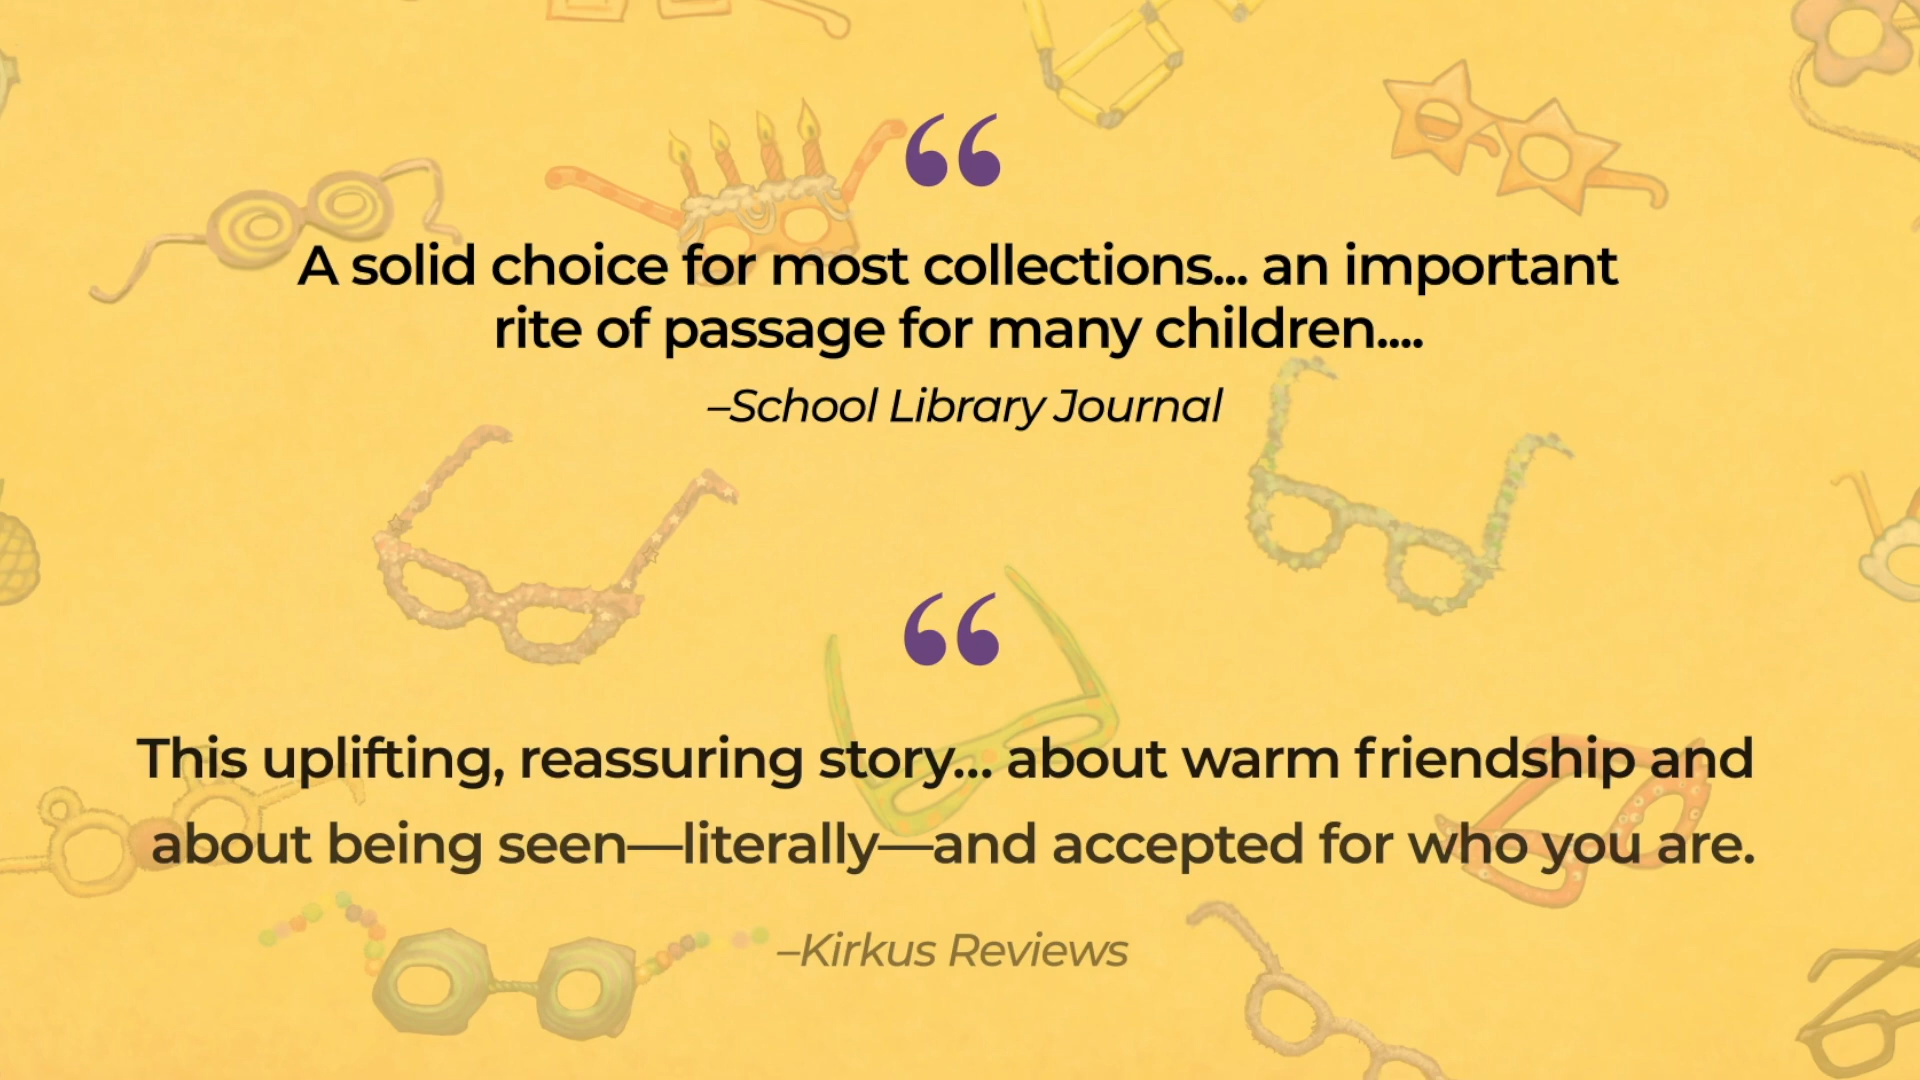 “
A solid choice for most collections... an important
rite of passage for many children....
–School Library Journal
“
This uplifting, reassuring story... about warm friendship and
about being seen—literally—and accepted for who you are.
–Kirkus Reviews